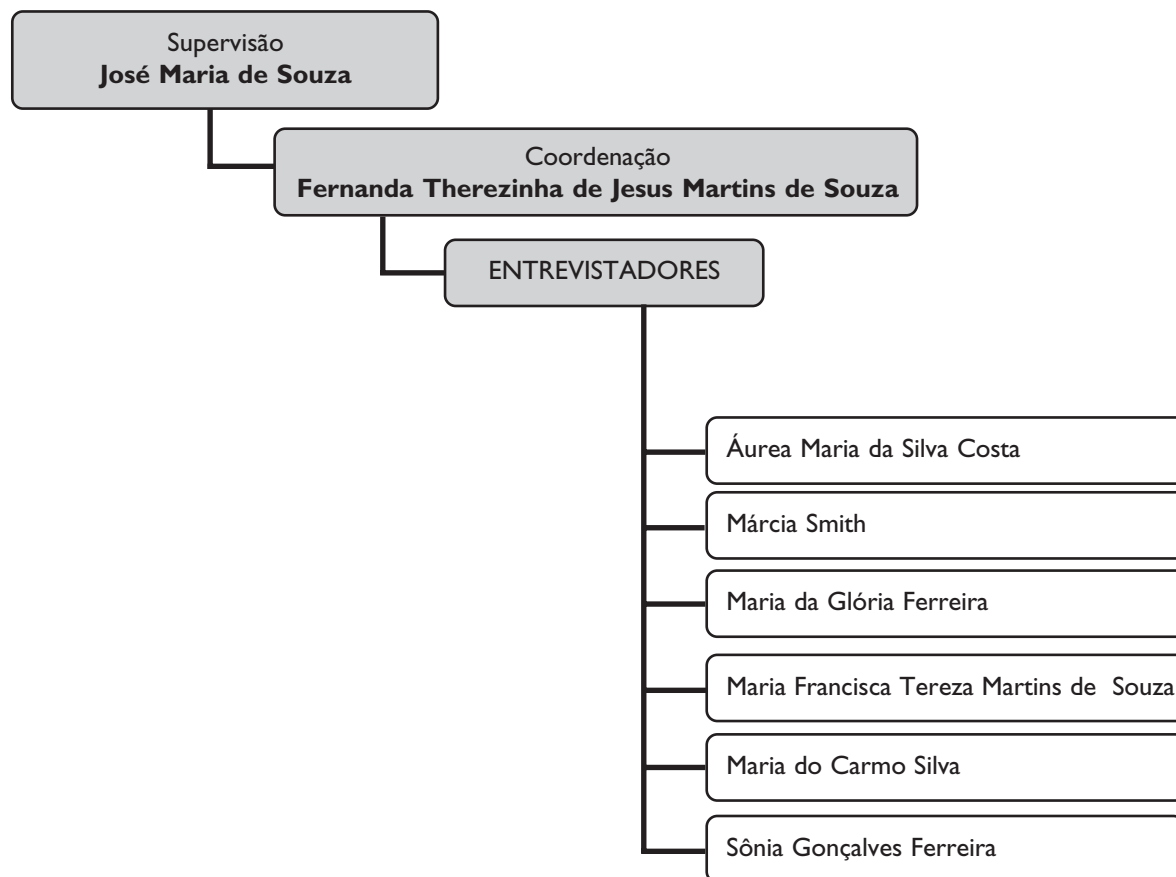 Supervisão
José Maria de Souza
Coordenação
Fernanda Therezinha de Jesus Martins de Souza
ENTREVISTADORES
Áurea Maria da Silva Costa
Márcia Smith
Maria da Glória Ferreira
Maria Francisca Tereza Martins de Souza
Maria do Carmo Silva
Sônia Gonçalves Ferreira